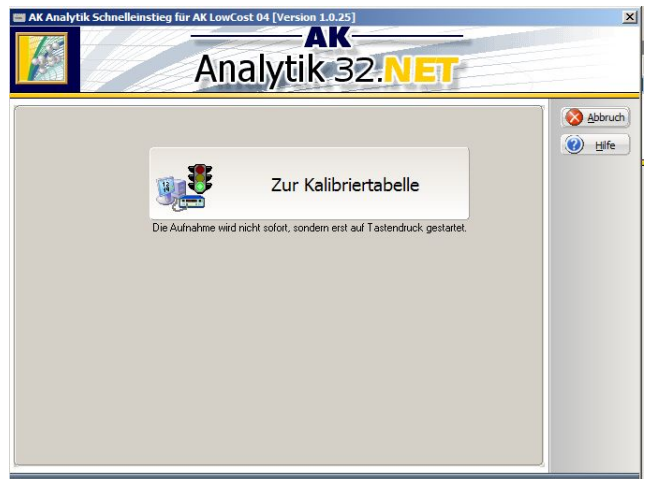 AK Analytik Schnelleinstieg für AK LowCost 04 [Version 1.0.25]
AK
Analytik 32.NET
Abbruch
Hilfe
Zur Kalibriertabelle
Die Aufnahme wird nicht sofort, sondern erst auf Tastendruck gestartet.